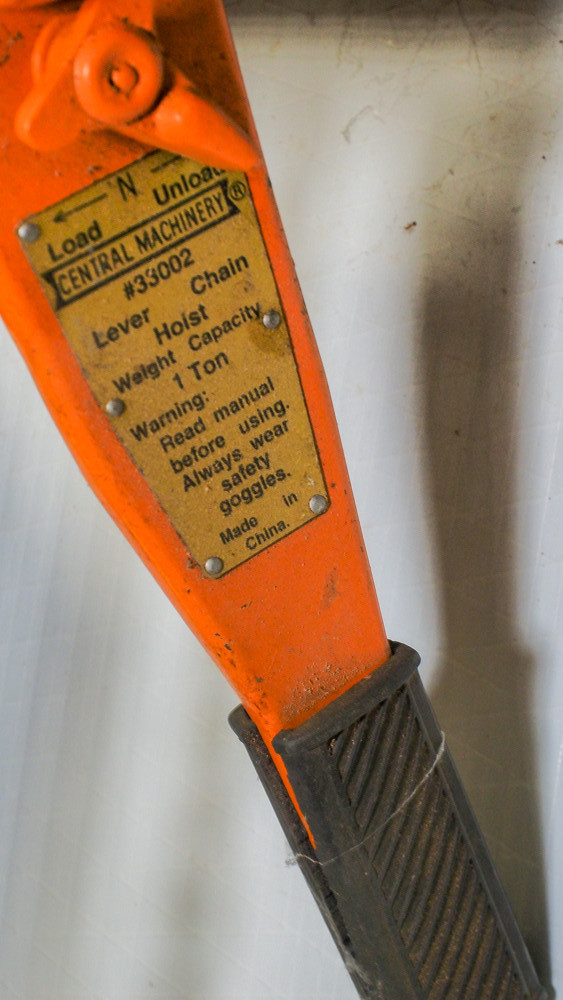 ← N →
Load Unload
CENTRAL MACHINERY®
#33002
Lever Chain
Hoist
Weight Capacity
1 Ton
Warning:
Read manual
before using.
Always wear
safety
goggles.
Made in
China.